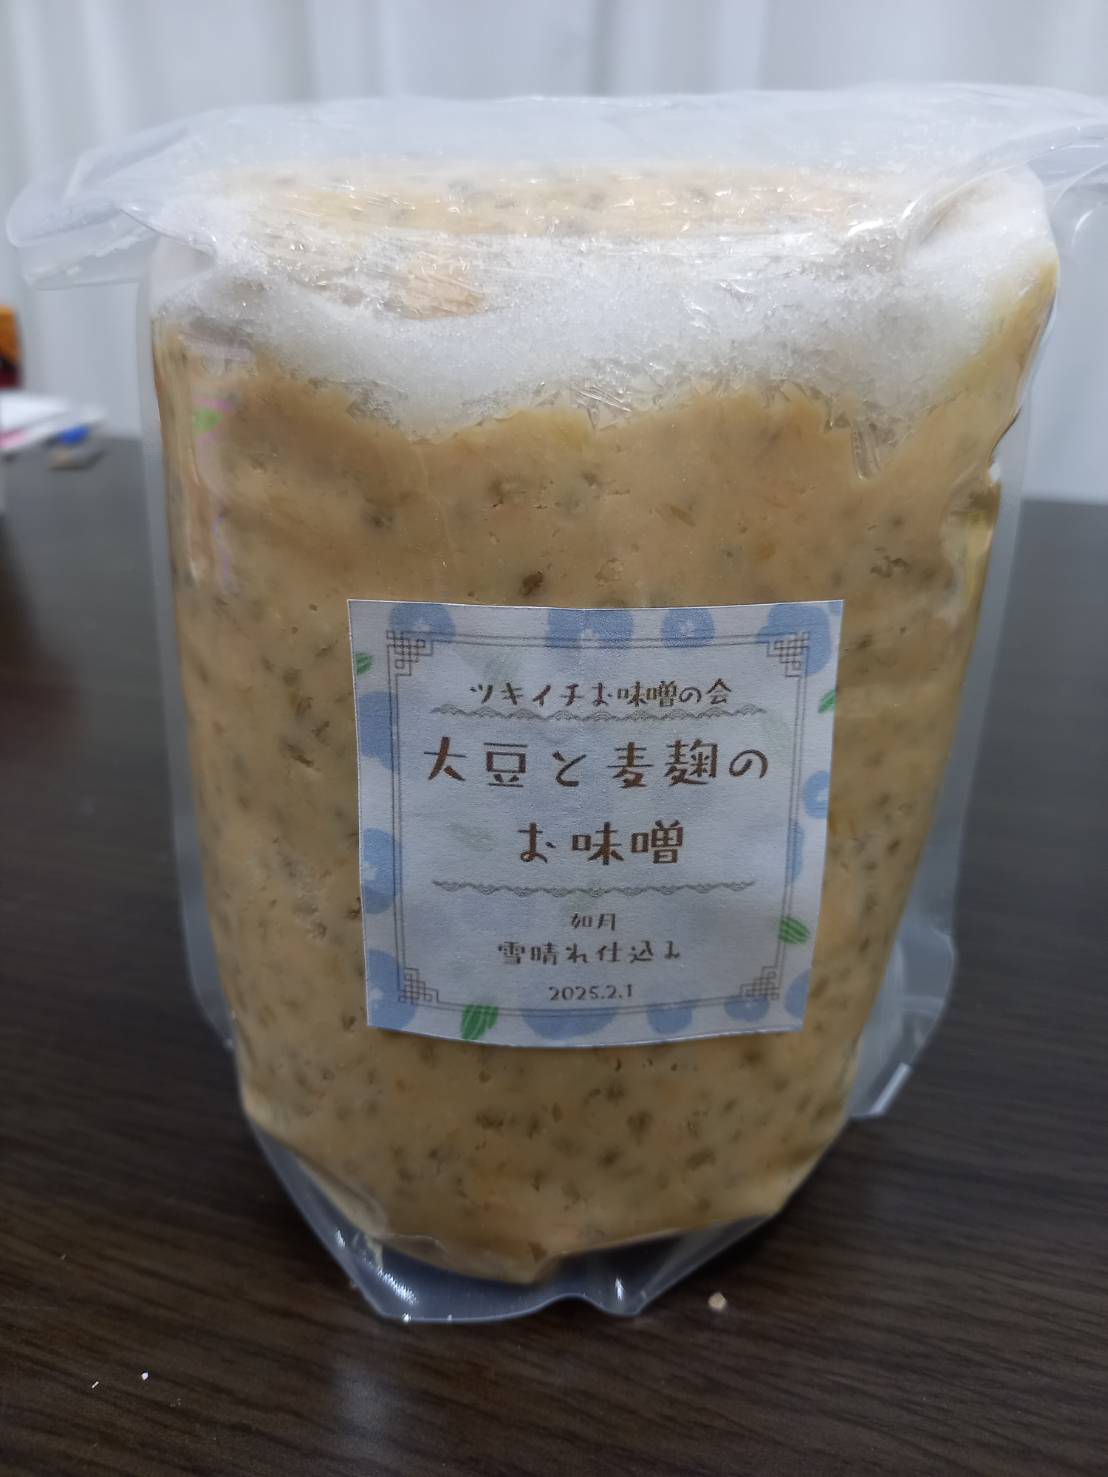 ツキイチお味噌の会
大豆と麦麹の
お味噌
如月
雪晴れ仕込み
2025.2.1